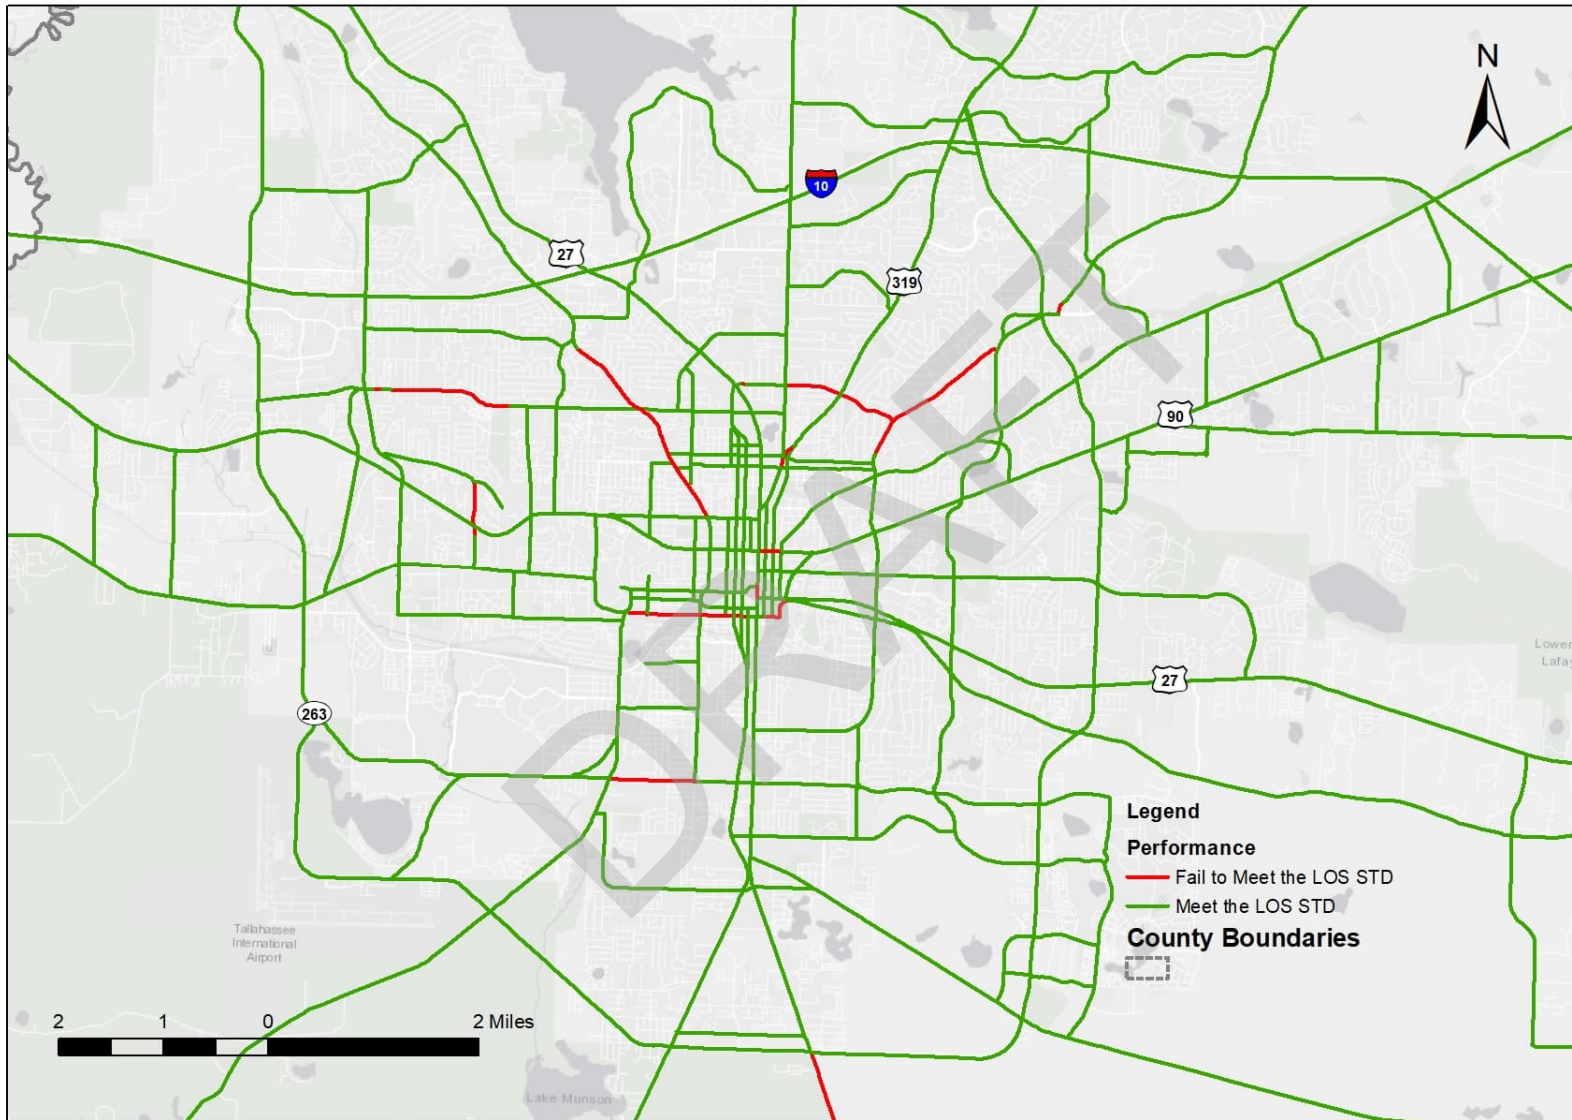 N
10
27
319
90
DRAFT
27
Lower
Lafay
263
Legend
Performance
Fail to Meet the LOS STD
Meet the LOS STD
County Boundaries
Tallahassee
International
Airport
2 1 0 2 Miles
Lake Munson